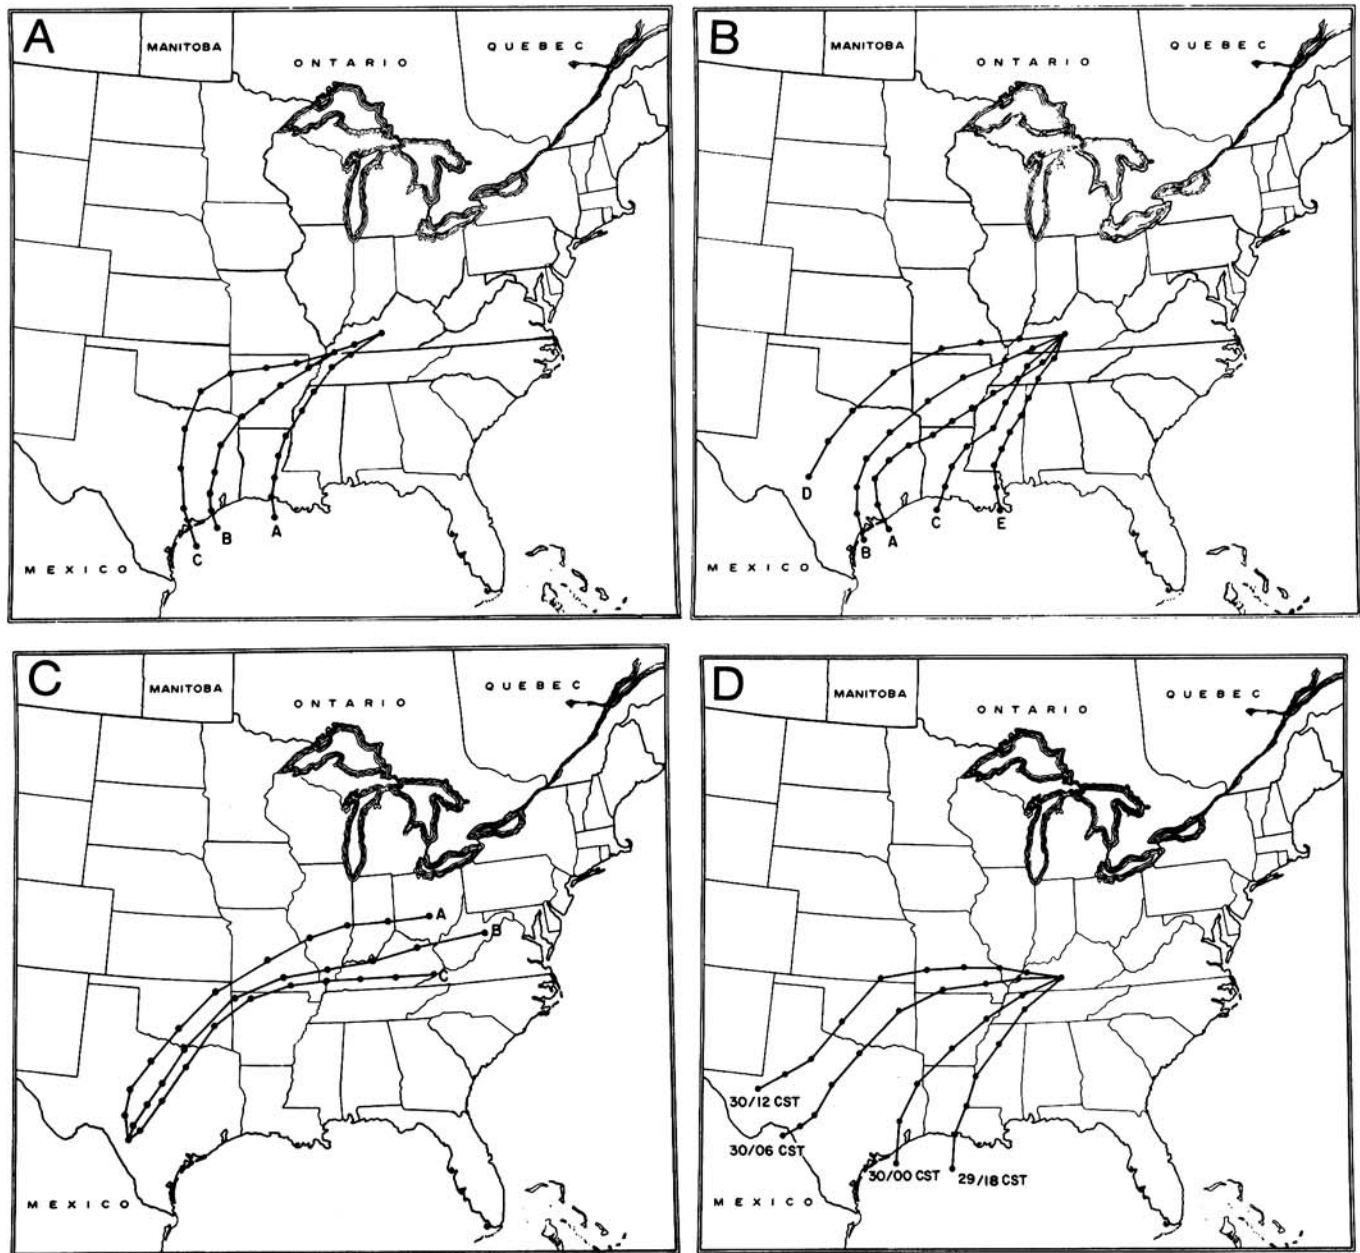 A
MANITOBA
ONTARIO
QUEBEC
C
B
A
MEXICO
B
MANITOBA
ONTARIO
QUEBEC
D
B
A
C
E
MEXICO
C
MANITOBA
ONTARIO
QUEBEC
A
B
C
MEXICO
D
MANITOBA
ONTARIO
QUEBEC
30/12 CST
30/06 CST
30/00 CST
29/18 CST
MEXICO